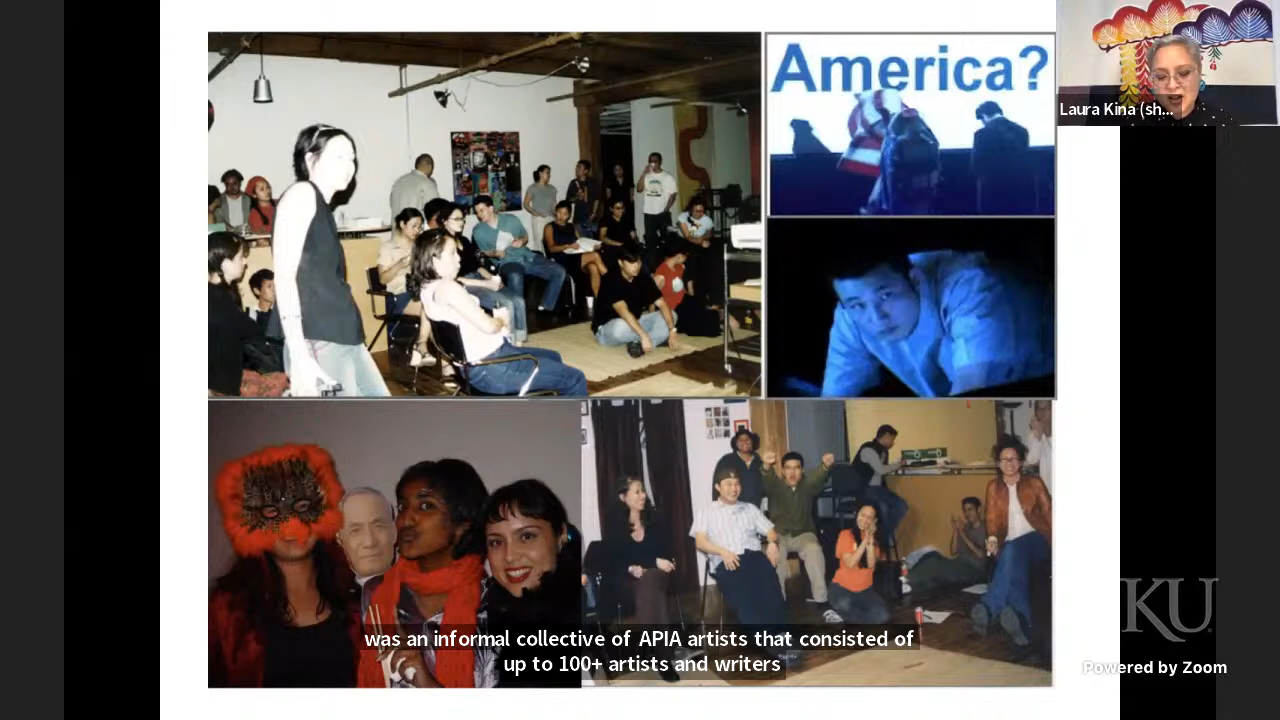 America?
Laura Kina (sh...
was an informal collective of APIA artists that consisted of
up to 100+ artists and writers
KU
Powered by Zoom